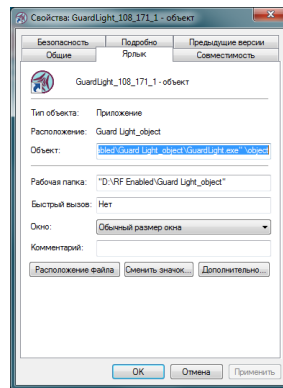 Свойства: GuardLight_108_171_1 - объект
Безопасность Подробно Предыдущие версии
Общие Ярлык Совместимость
GuardLight_108_171_1 - объект
Тип объекта: Приложение
Расположение: Guard Light_object
Объект: abled\Guard Light_object\GuardLight.exe" \object
Рабочая папка: "D:\RF Enabled\Guard Light_object"
Быстрый вызов: Нет
Окно: Обычный размер окна
Комментарий:
Расположение файла Сменить значок... Дополнительно...
OK Отмена Применить